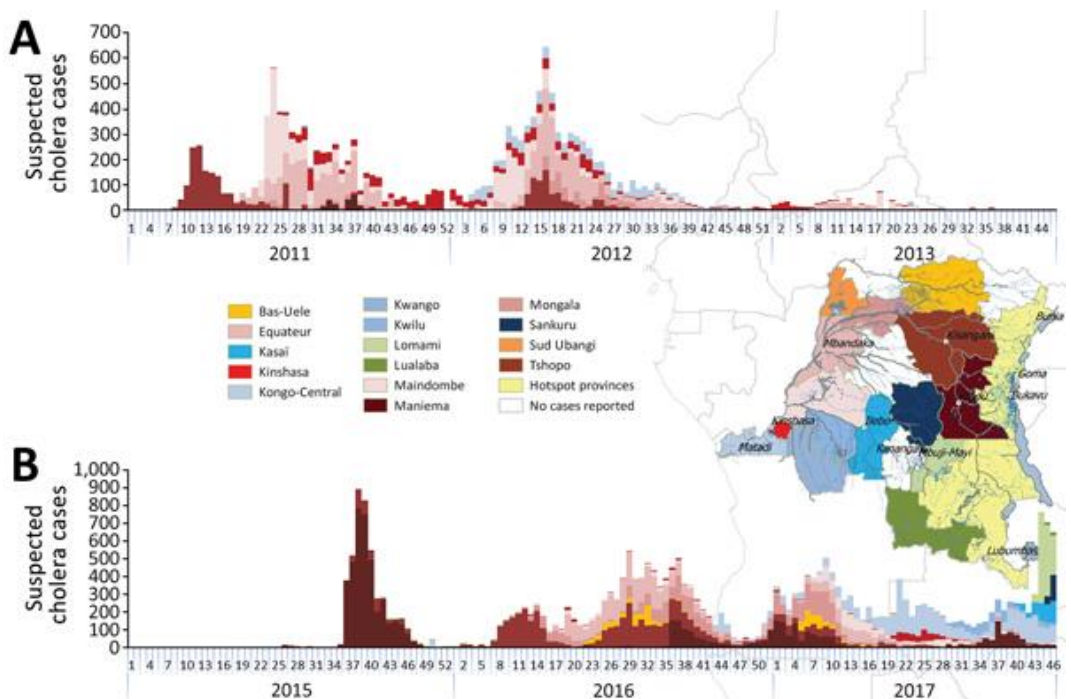 A
Suspected cholera cases
700
600
500
400
300
200
100
0
1 4 7 10 13 16 19 22 25 28 31 34 37 40 43 46 49 52 3 6 9 12 15 18 21 24 27 30 33 36 39 42 45 48 51 2 5 8 11 14 17 20 23 26 29 32 35 38 41 44
2011 2012 2013
Bas-Uele
Equateur
Kasaï
Kinshasa
Kongo-Central
Kwango
Kwilu
Lomami
Lualaba
Maindombe
Maniema
Mongala
Sankuru
Sud Ubangi
Tshopo
Hotspot provinces
No cases reported
Bunia
Kisangani
Mbandaka
Goma
Bukavu
Kinshasa
Matadi
Kananga
Mbuji-Mayi
B
Suspected cholera cases
1,000
900
800
700
600
500
400
300
200
100
0
1 4 7 10 13 16 19 22 25 28 31 34 37 40 43 46 49 52 2 5 8 11 14 17 20 23 26 29 32 35 38 41 44 47 50 1 4 7 10 13 16 19 22 25 28 31 34 37 40 43 46
2015 2016 2017